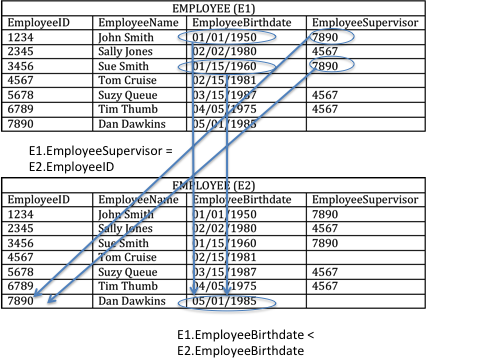 EMPLOYEE (E1)
EmployeeID EmployeeName EmployeeBirthdate EmployeeSupervisor
1234 John Smith 01/01/1950 7890
2345 Sally Jones 02/02/1980 4567
3456 Sue Smith 01/15/1960 7890
4567 Tom Cruise 02/15/1981
5678 Suzy Queue 03/15/1987 4567
6789 Tim Thumb 04/05/1975 4567
7890 Dan Dawkins 05/01/1985
E1.EmployeeSupervisor =
E2.EmployeeID
EMPLOYEE (E2)
EmployeeID EmployeeName EmployeeBirthdate EmployeeSupervisor
1234 John Smith 01/01/1950 7890
2345 Sally Jones 02/02/1980 4567
3456 Sue Smith 01/15/1960 7890
4567 Tom Cruise 02/15/1981
5678 Suzy Queue 03/15/1987 4567
6789 Tim Thumb 04/05/1975 4567
7890 Dan Dawkins 05/01/1985
E1.EmployeeBirthdate <
E2.EmployeeBirthdate